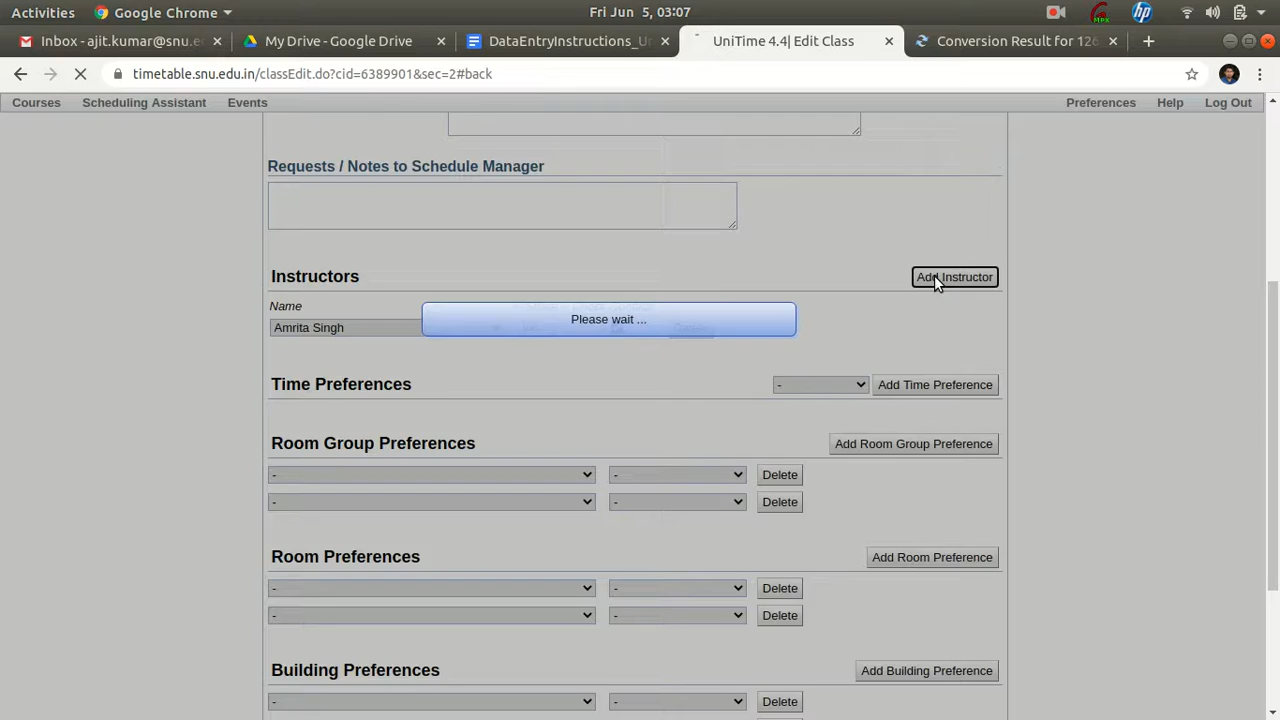 Activities Google Chrome Fri Jun 5, 03:07
Inbox - ajit.kumar@snu.e My Drive - Google Drive DataEntryInstructions_Ur UniTime 4.4| Edit Class Conversion Result for 126
timetable.snu.edu.in/classEdit.do?cid=6389901&sec=2#back
Courses Scheduling Assistant Events Preferences Help Log Out
Requests / Notes to Schedule Manager
Instructors Add Instructor
Name
Please wait ...
Amrita Singh
Time Preferences - Add Time Preference
Room Group Preferences Add Room Group Preference
- - Delete
- - Delete
Room Preferences Add Room Preference
- - Delete
- - Delete
Building Preferences Add Building Preference
- - Delete